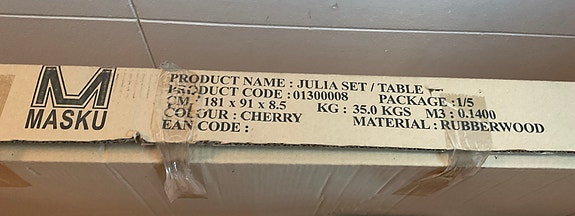 MASKU
PRODUCT NAME : JULIA SET / TABLE
PRODUCT CODE : 01300008 PACKAGE : 1/5
CM : 181 x 91 x 8.5 KG : 35.0 KGS M3 : 0.1400
COLOUR : CHERRY MATERIAL : RUBBERWOOD
EAN CODE :